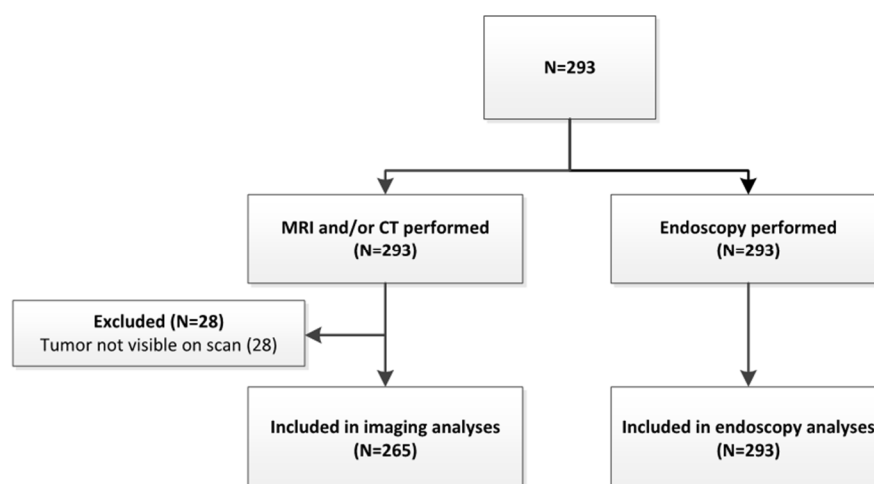 N=293
MRI and/or CT performed
(N=293)
Endoscopy performed
(N=293)
Excluded (N=28)
Tumor not visible on scan (28)
Included in imaging analyses
(N=265)
Included in endoscopy analyses
(N=293)